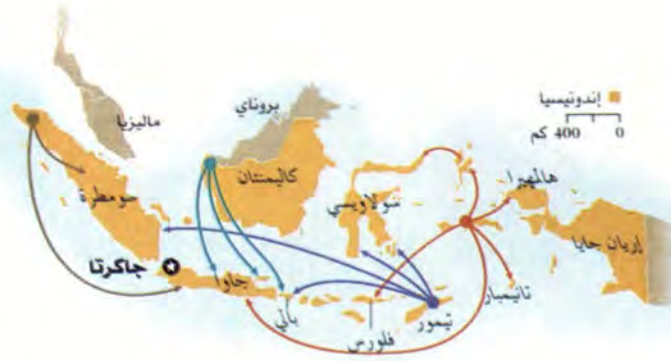 بروناي
ماليزيا
إندونيسيا
400 0
كم
كاليمنتان
هالمهيرا
سومطرة
سولاويسي
إريان جايا
جاكرتا
جاوا
تانيمبار
بالي
فلورس
تيمور